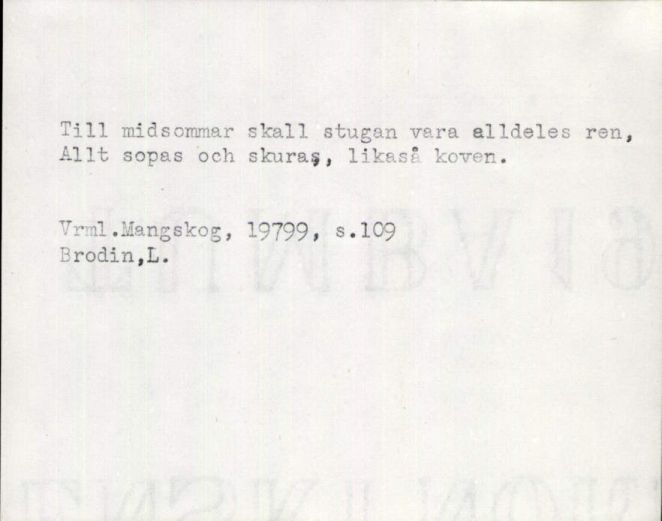 Till midsommar skall stugan vara alldeles ren,
Allt sopas och skuras, likaså koven.
Vrml.Mangskog, 19799, s.109
Brodin,L.